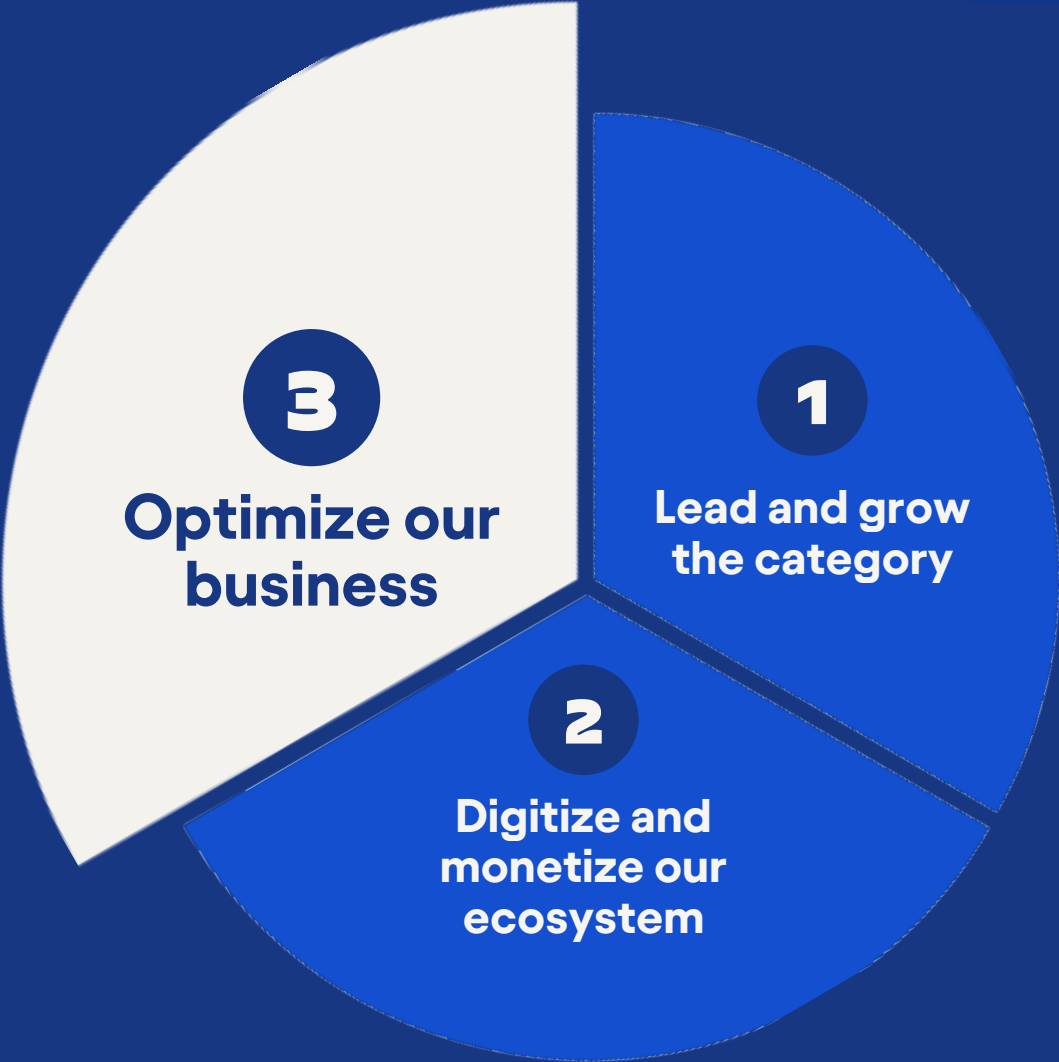 3
Optimize our
business
1
Lead and grow
the category
2
Digitize and
monetize our
ecosystem